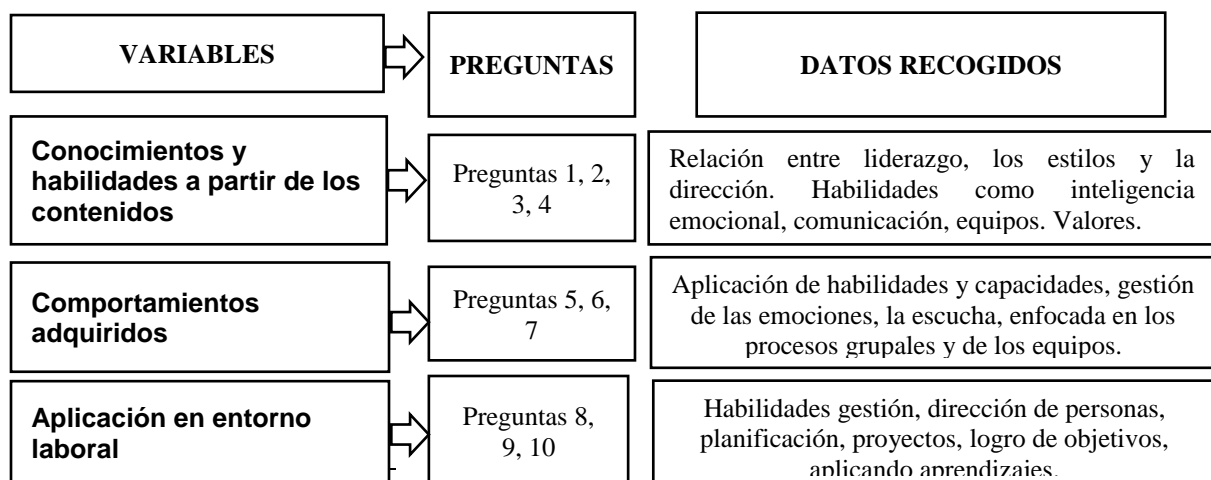 VARIABLES
PREGUNTAS
DATOS RECOGIDOS
Conocimientos y
habilidades a partir de los
contenidos
Preguntas 1, 2,
3, 4
Relación entre liderazgo, los estilos y la
dirección. Habilidades como inteligencia
emocional, comunicación, equipos. Valores.
Comportamientos
adquiridos
Preguntas 5, 6,
7
Aplicación de habilidades y capacidades, gestión
de las emociones, la escucha, enfocada en los
procesos grupales y de los equipos.
Aplicación en entorno
laboral
Preguntas 8,
9, 10
Habilidades gestión, dirección de personas,
planificación, proyectos, logro de objetivos,
aplicando aprendizajes.